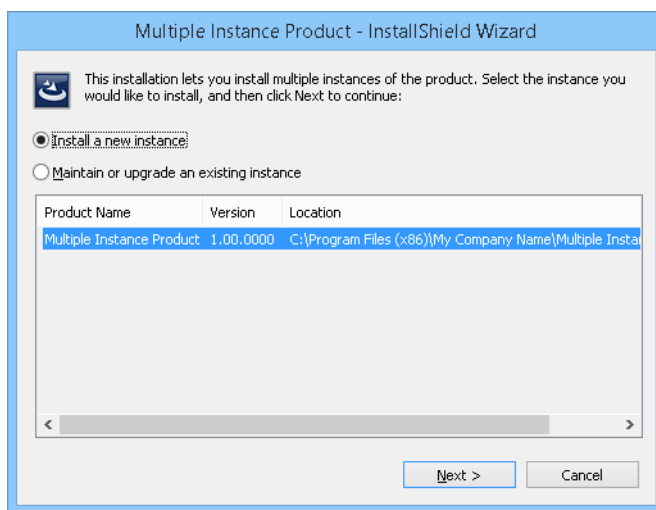 Multiple Instance Product - InstallShield Wizard
This installation lets you install multiple instances of the product. Select the instance you
would like to install, and then click Next to continue:
Install a new instance
Maintain or upgrade an existing instance
Product Name Version Location
Multiple Instance Product 1.00.0000 C:\Program Files (x86)\My Company Name\Multiple Instar
Next > Cancel